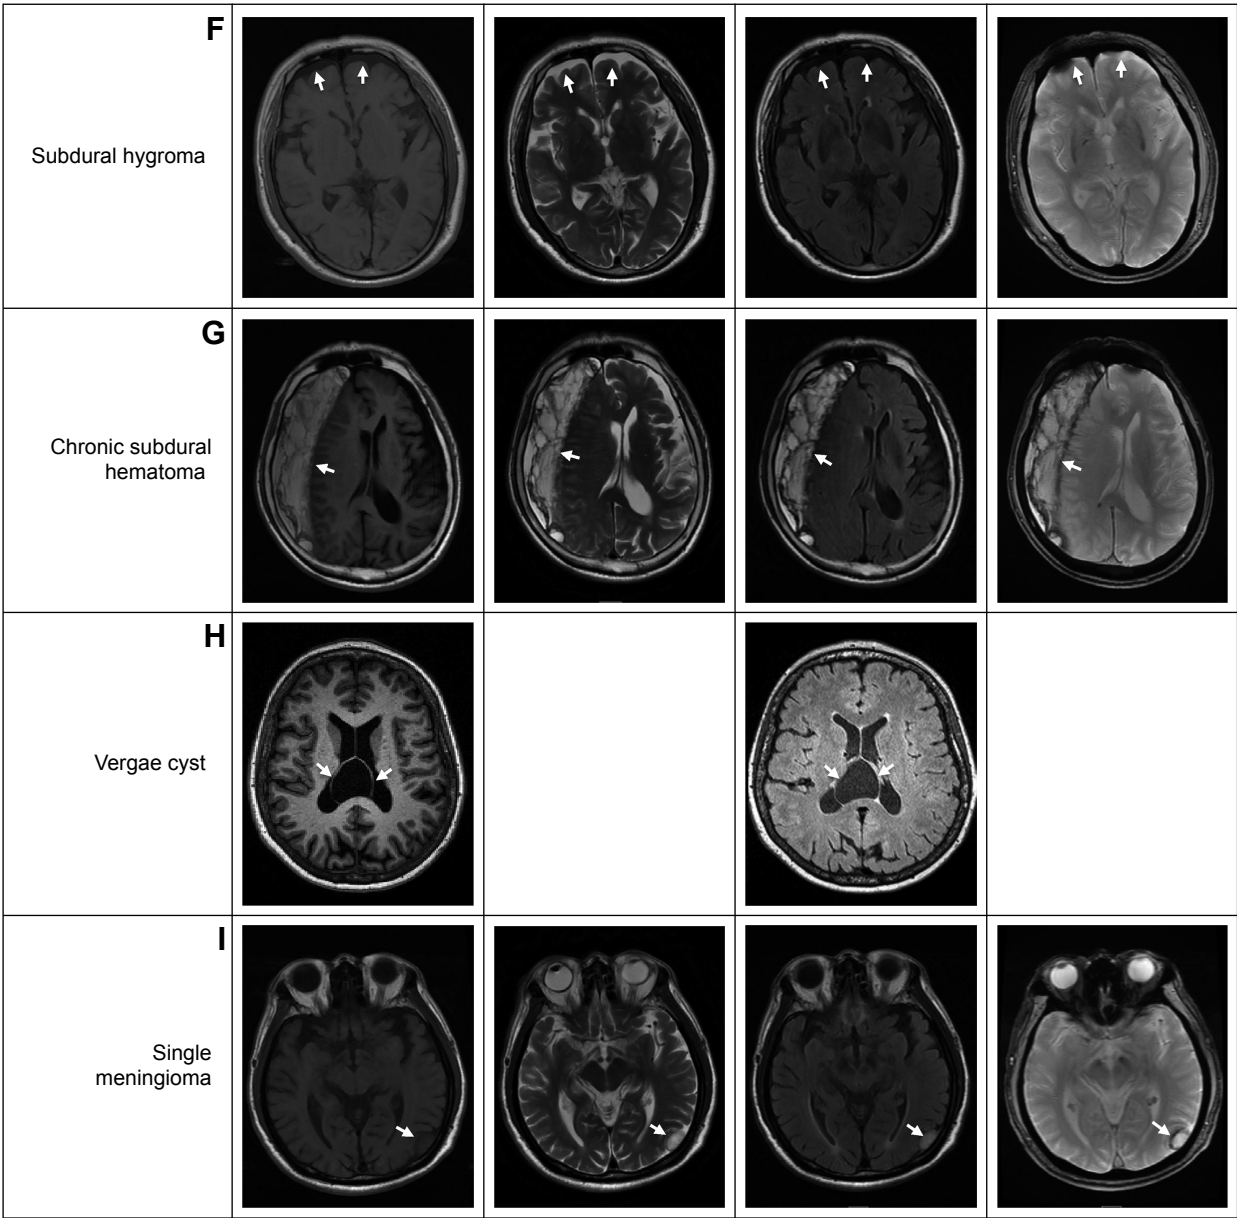 F
Subdural hygroma
G
Chronic subdural
hematoma
H
Vergae cyst
I
Single
meningioma